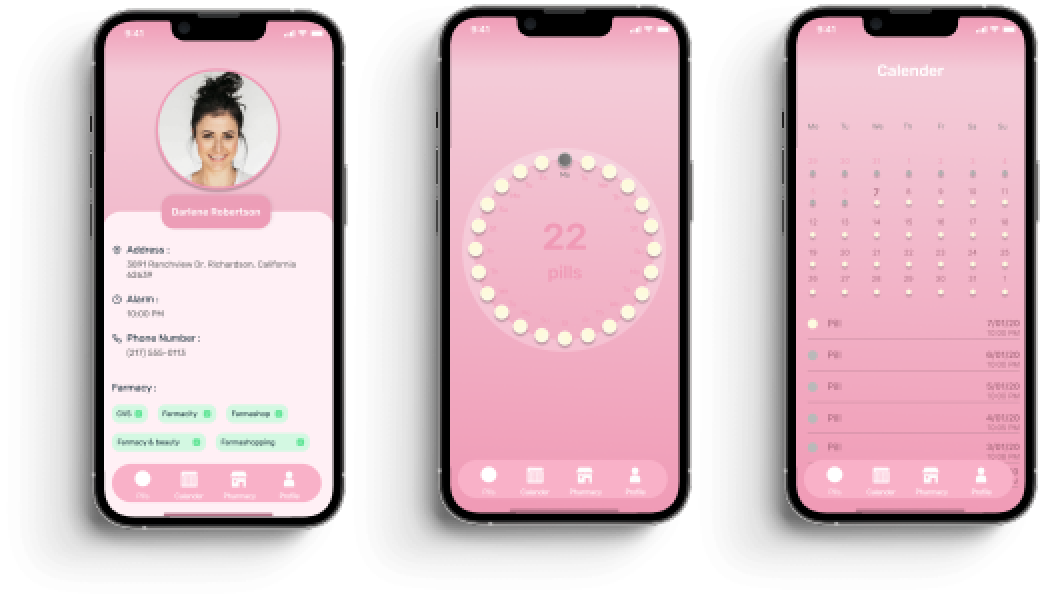 9:41
Darlene Robertson
Address :
3891 Ranchview Dr. Richardson, California
62639
Alarm :
10:00 PM
Phone Number :
(217) 555-0113
Farmacy :
CVS
Farmacity
Farmashop
Farmacy & beauty
Farmashopping
Pills
Calender
Pharmacy
Profile
9:41
Mo
22
pills
Pills
Calender
Pharmacy
Profile
9:41
Calender
Mo Tu We Th Fr Sa Su
29 30 31 1 2 3 4
5 6 7 8 9 10 11
12 13 14 15 16 17 18
19 20 21 22 23 24 25
26 27 28 29 30 31 1
Pill 7/01/20
10:00 PM
Pill 6/01/20
10:00 PM
Pill 5/01/20
10:00 PM
Pill 4/01/20
10:00 PM
Pill 3/01/20
10:00 PM
Pills
Calender
Pharmacy
Profile